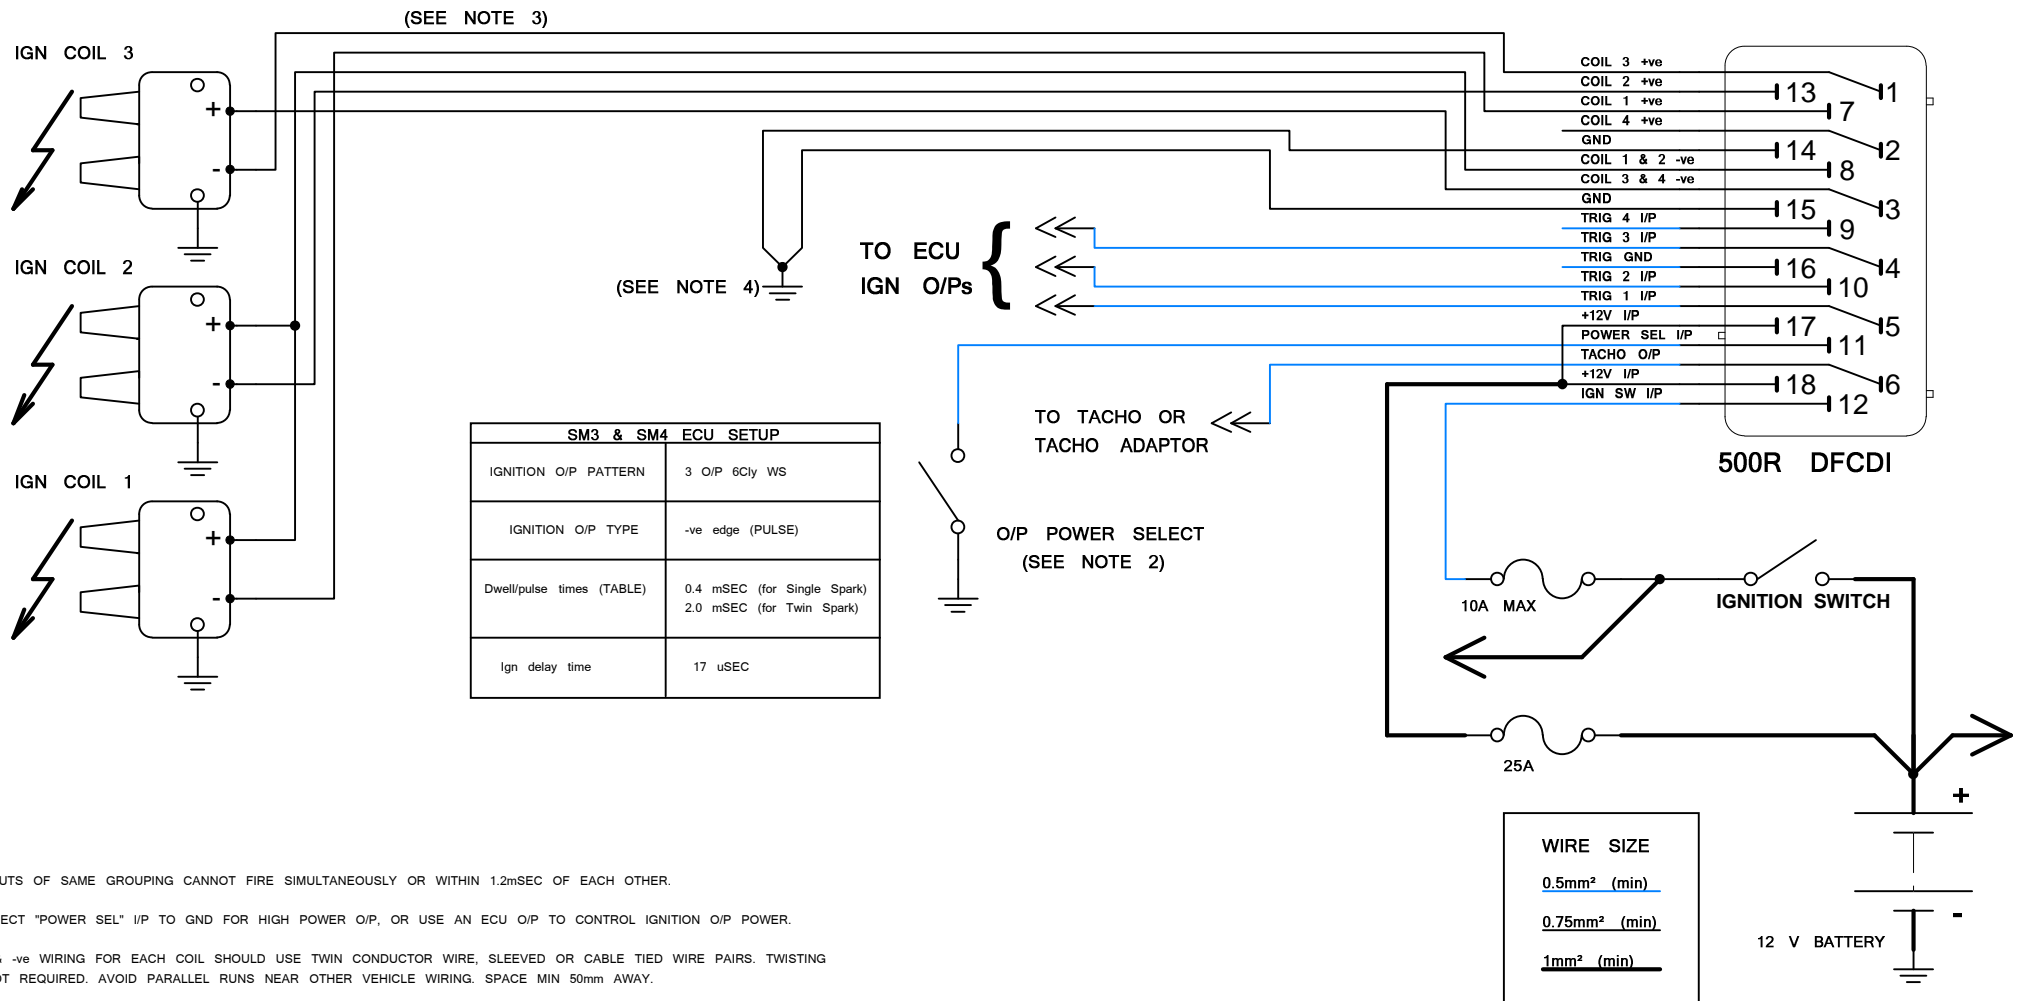 (SEE NOTE 3)
IGN COIL 3
+
-
IGN COIL 2
+
-
IGN COIL 1
+
-
COIL 3 +ve
COIL 2 +ve
COIL 1 +ve
COIL 4 +ve
GND
COIL 1 & 2 -ve
COIL 3 & 4 -ve
GND
TRIG 4 I/P
TRIG 3 I/P
TRIG GND
TRIG 2 I/P
TRIG 1 I/P
+12V I/P
POWER SEL I/P
TACHO O/P
+12V I/P
IGN SW I/P
13
1
7
14
2
8
15
3
9
16
4
10
17
5
11
18
6
12
500R DFCDI
TO ECU
IGN O/Ps
{
(SEE NOTE 4)
TO TACHO OR
TACHO ADAPTOR
SM3 & SM4 ECU SETUP
IGNITION O/P PATTERN 3 O/P 6Cly WS
IGNITION O/P TYPE -ve edge (PULSE)
Dwell/pulse times (TABLE) 0.4 mSEC (for Single Spark)
2.0 mSEC (for Twin Spark)
Ign delay time 17 uSEC
O/P POWER SELECT
(SEE NOTE 2)
10A MAX
IGNITION SWITCH
25A
+
-
12 V BATTERY
WIRE SIZE
0.5mm² (min)
0.75mm² (min)
1mm² (min)
UTS OF SAME GROUPING CANNOT FIRE SIMULTANEOUSLY OR WITHIN 1.2mSEC OF EACH OTHER.
ECT "POWER SEL" I/P TO GND FOR HIGH POWER O/P, OR USE AN ECU O/P TO CONTROL IGNITION O/P POWER.
& -ve WIRING FOR EACH COIL SHOULD USE TWIN CONDUCTOR WIRE, SLEEVED OR CABLE TIED WIRE PAIRS. TWISTING
OT REQUIRED. AVOID PARALLEL RUNS NEAR OTHER VEHICLE WIRING. SPACE MIN 50mm AWAY.